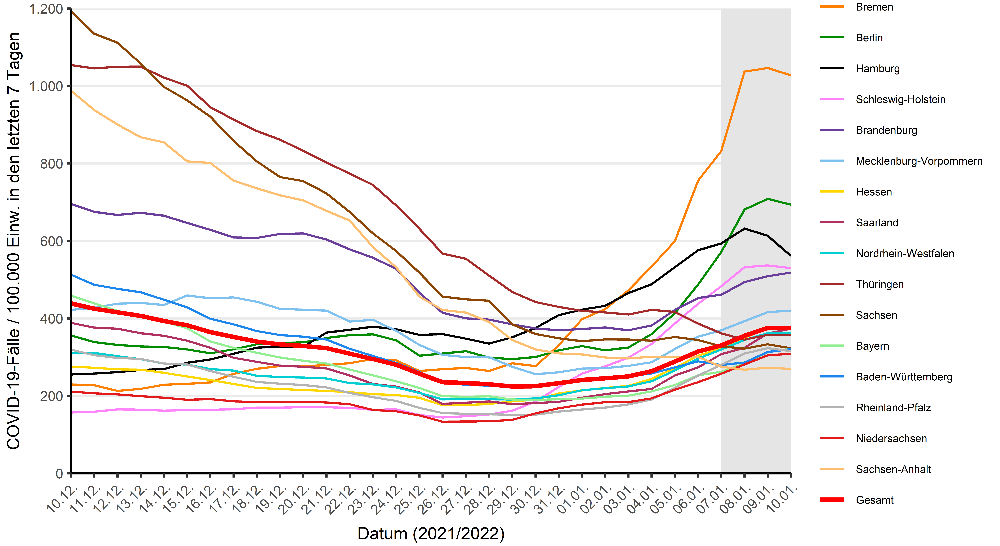 COVID-19-Fälle / 100.000 Einw. in den letzten 7 Tagen
1.200
1.000
800
600
400
200
0
10.12.
11.12.
12.12.
13.12.
14.12.
15.12.
16.12.
17.12.
18.12.
19.12.
20.12.
21.12.
22.12.
23.12.
24.12.
25.12.
26.12.
27.12.
28.12.
29.12.
30.12.
31.12.
01.01.
02.01.
03.01.
04.01.
05.01.
06.01.
07.01.
08.01.
09.01.
10.01.
Datum (2021/2022)
Bremen
Berlin
Hamburg
Schleswig-Holstein
Brandenburg
Mecklenburg-Vorpommern
Hessen
Saarland
Nordrhein-Westfalen
Thüringen
Sachsen
Bayern
Baden-Württemberg
Rheinland-Pfalz
Niedersachsen
Sachsen-Anhalt
Gesamt